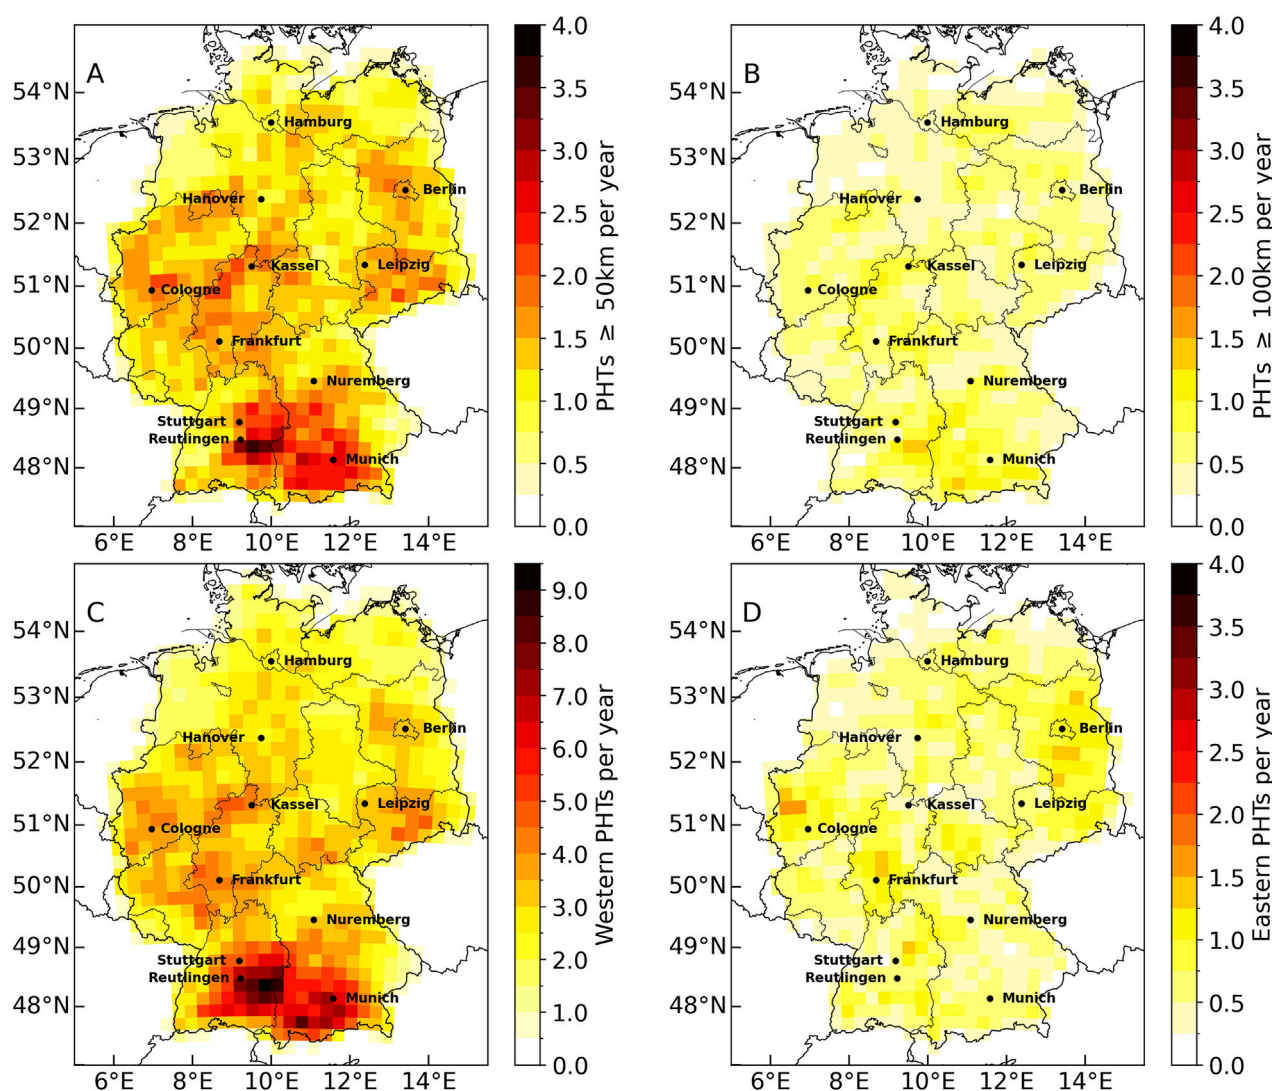 A
54°N
53°N
52°N
51°N
50°N
49°N
48°N
6°E 8°E 10°E 12°E 14°E
Hamburg
Berlin
Hanover
Kassel
Leipzig
Cologne
Frankfurt
Nuremberg
Stuttgart
Reutlingen
Munich
4.0
3.5
3.0
2.5
2.0
1.5
1.0
0.5
0.0
PHTs ≥ 50km per year
B
54°N
53°N
52°N
51°N
50°N
49°N
48°N
6°E 8°E 10°E 12°E 14°E
Hamburg
Berlin
Hanover
Kassel
Leipzig
Cologne
Frankfurt
Nuremberg
Stuttgart
Reutlingen
Munich
4.0
3.5
3.0
2.5
2.0
1.5
1.0
0.5
0.0
PHTs ≥ 100km per year
C
54°N
53°N
52°N
51°N
50°N
49°N
48°N
6°E 8°E 10°E 12°E 14°E
Hamburg
Berlin
Hanover
Kassel
Leipzig
Cologne
Frankfurt
Nuremberg
Stuttgart
Reutlingen
Munich
9.0
8.0
7.0
6.0
5.0
4.0
3.0
2.0
1.0
0.0
Western PHTs per year
D
54°N
53°N
52°N
51°N
50°N
49°N
48°N
6°E 8°E 10°E 12°E 14°E
Hamburg
Berlin
Hanover
Kassel
Leipzig
Cologne
Frankfurt
Nuremberg
Stuttgart
Reutlingen
Munich
4.0
3.5
3.0
2.5
2.0
1.5
1.0
0.5
0.0
Eastern PHTs per year